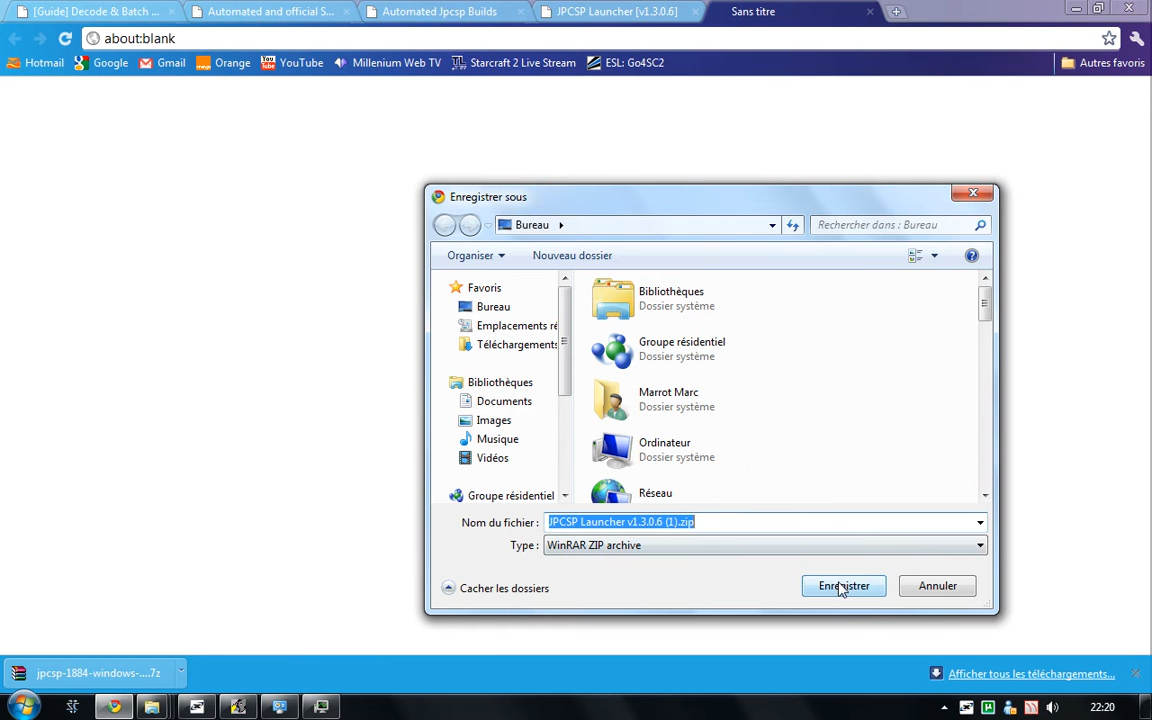 [Guide] Decode & Batch ...
Automated and official S...
Automated Jpcsp Builds
JPCSP Launcher [v1.3.0.6]
Sans titre
about:blank
Hotmail
Google
Gmail
Orange
YouTube
Millenium Web TV
Starcraft 2 Live Stream
ESL: Go4SC2
Autres favoris
Enregistrer sous
Bureau
Rechercher dans : Bureau
Organiser
Nouveau dossier
Favoris
Bureau
Emplacements ré
Téléchargements
Bibliothèques
Documents
Images
Musique
Vidéos
Groupe résidentiel
Bibliothèques
Dossier système
Groupe résidentiel
Dossier système
Marrot Marc
Dossier système
Ordinateur
Dossier système
Réseau
Nom du fichier :
JPCSP Launcher v1.3.0.6 (1).zip
Type :
WinRAR ZIP archive
Cacher les dossiers
Enregistrer
Annuler
jpcsp-1884-windows-....7z
Afficher tous les téléchargements...
22:20